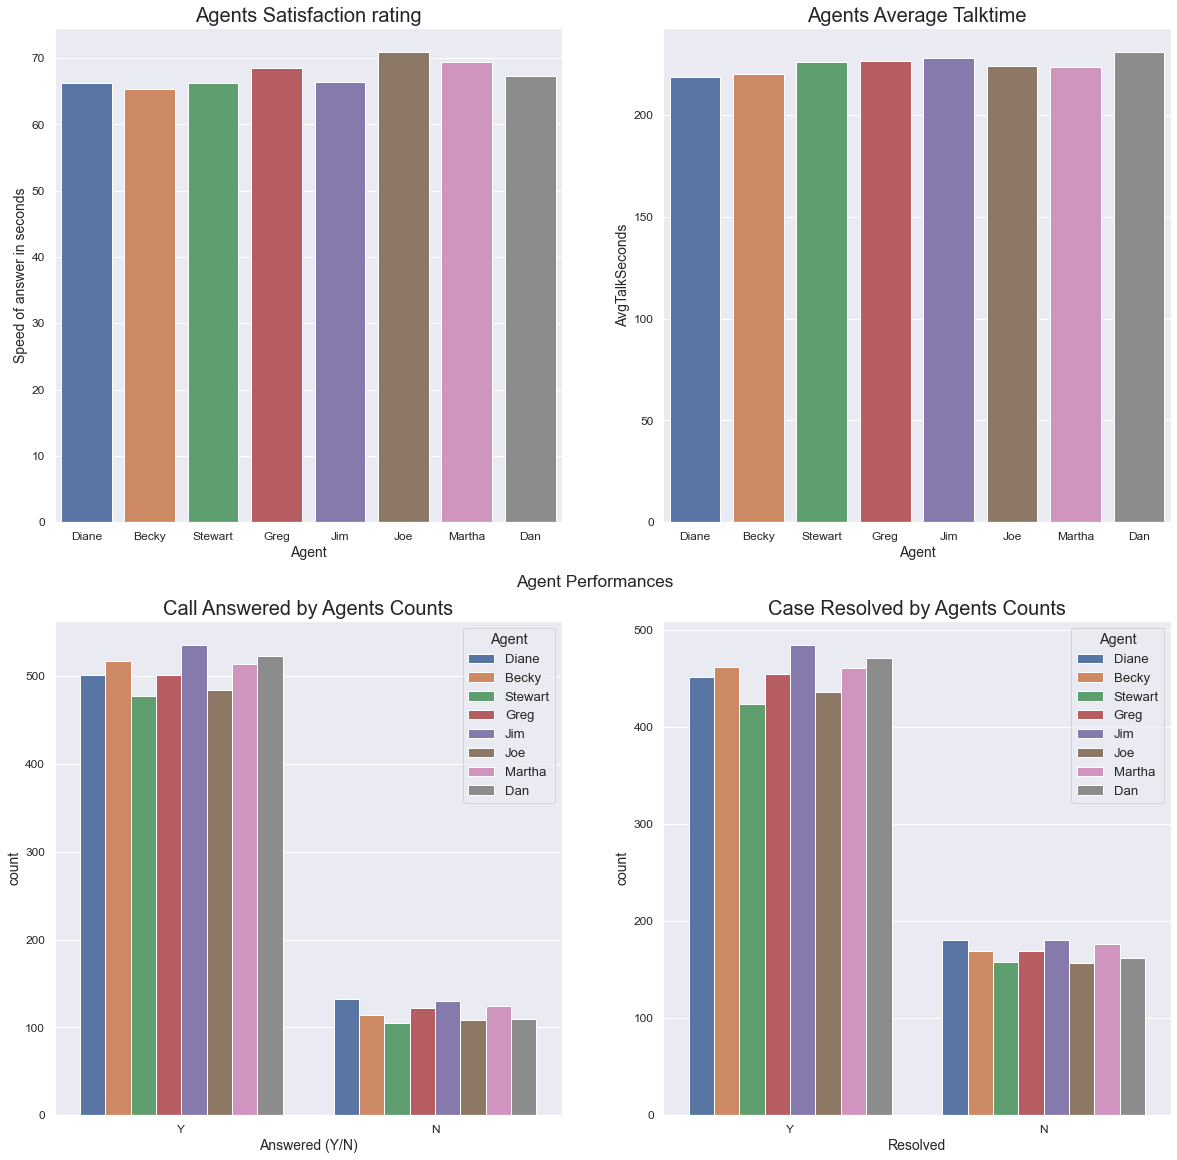 Agents Satisfaction rating
Speed of answer in seconds
70
60
50
40
30
20
10
0
Diane Becky Stewart Greg Jim Joe Martha Dan
Agent
Agents Average Talktime
AvgTalkSeconds
200
150
100
50
0
Diane Becky Stewart Greg Jim Joe Martha Dan
Agent
Agent Performances
Call Answered by Agents Counts
count
500
400
300
200
100
0
Agent
Diane
Becky
Stewart
Greg
Jim
Joe
Martha
Dan
Y N
Answered (Y/N)
Case Resolved by Agents Counts
count
500
400
300
200
100
0
Agent
Diane
Becky
Stewart
Greg
Jim
Joe
Martha
Dan
Y N
Resolved